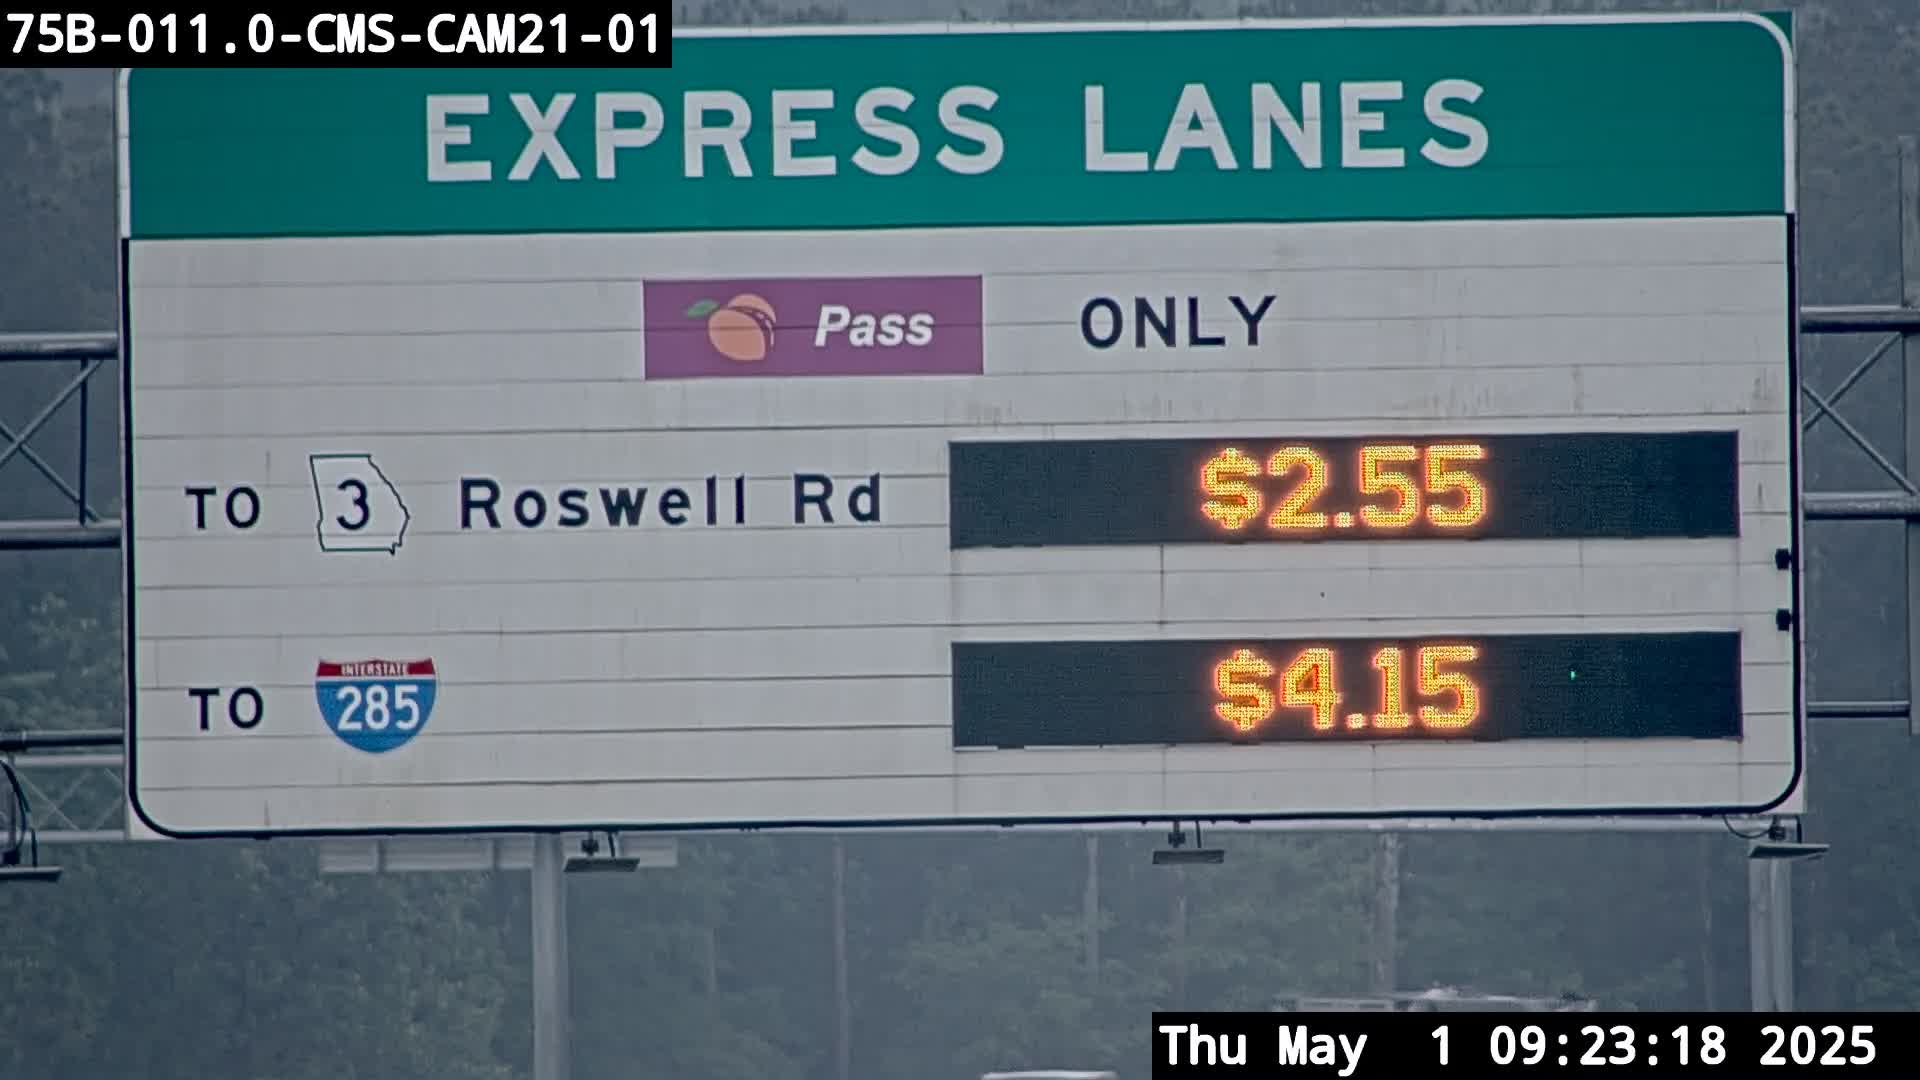 75B-011.0-CMS-CAM21-01
EXPRESS LANES
Pass ONLY
TO 3 Roswell Rd $2.55
TO INTERSTATE 285 $4.15
Thu May 1 09:23:18 2025